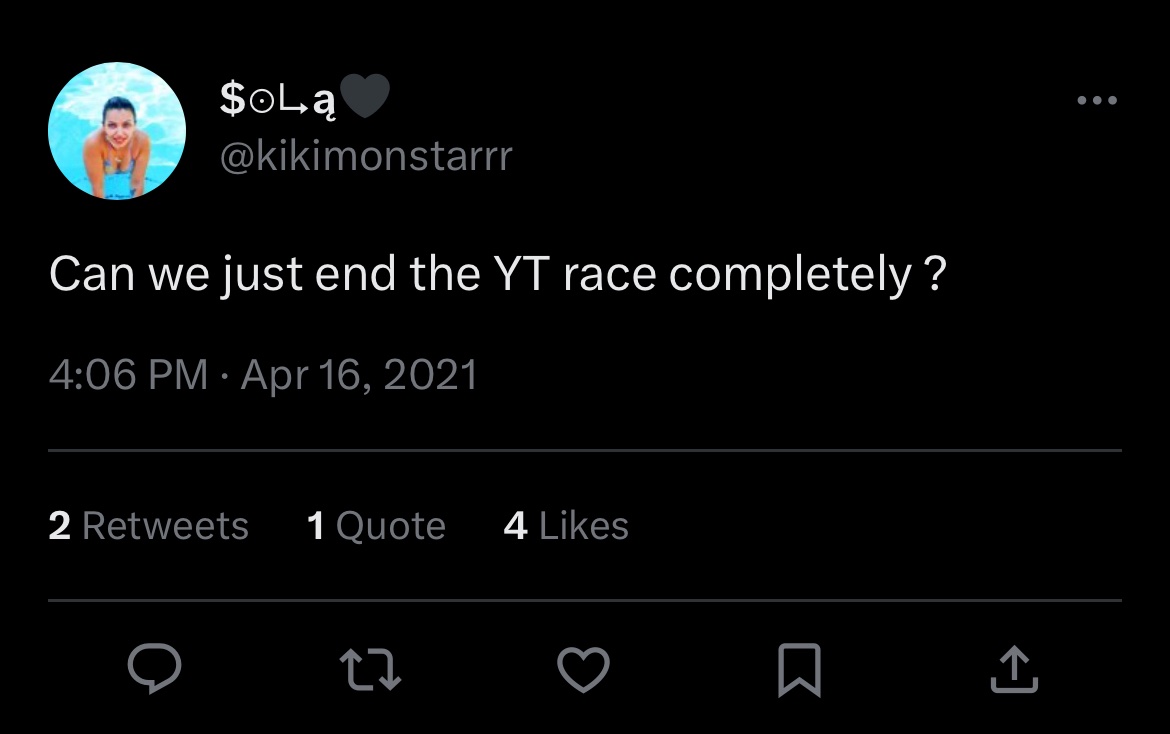 $⊙ㄴ,ą🖤
@kikimonstarrr
Can we just end the YT race completely ?
4:06 PM · Apr 16, 2021
2 Retweets 1 Quote 4 Likes